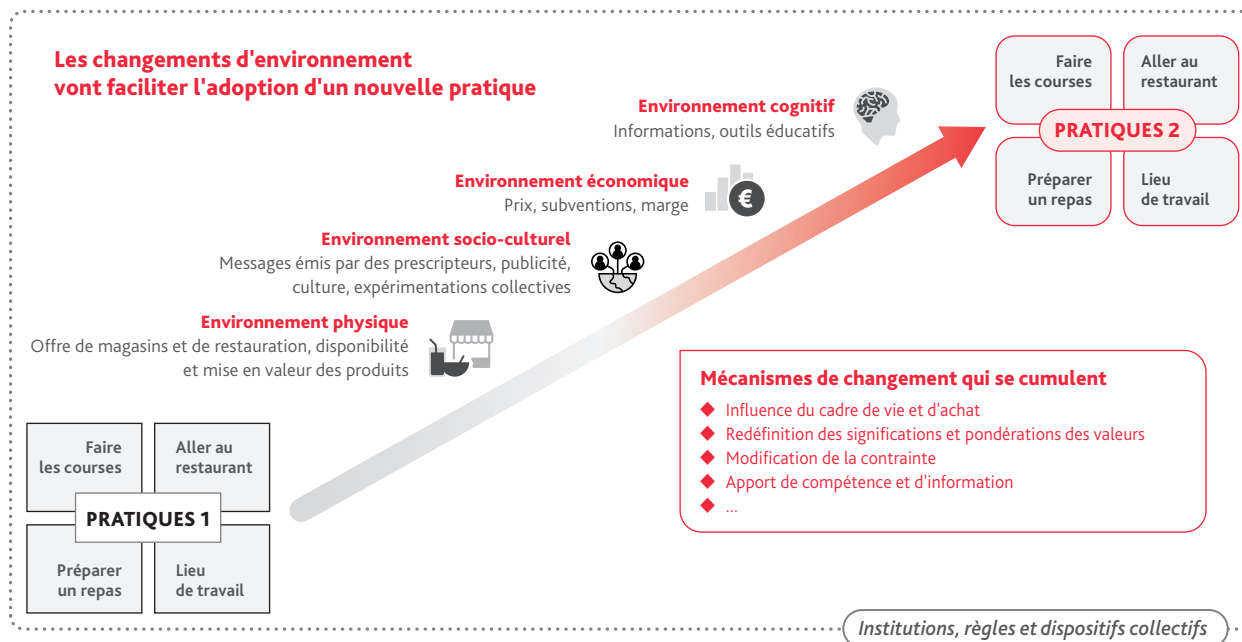 Les changements d'environnement
vont faciliter l'adoption d'un nouvelle pratique
Environnement cognitif
Informations, outils éducatifs
Environnement économique
Prix, subventions, marge
€
Environnement socio-culturel
Messages émis par des prescripteurs, publicité,
culture, expérimentations collectives
Environnement physique
Offre de magasins et de restauration, disponibilité
et mise en valeur des produits
Faire
les courses
Aller au
restaurant
PRATIQUES 1
Préparer
un repas
Lieu
de travail
Faire
les courses
Aller au
restaurant
PRATIQUES 2
Préparer
un repas
Lieu
de travail
Mécanismes de changement qui se cumulent
◆ Influence du cadre de vie et d'achat
◆ Redéfinition des significations et pondérations des valeurs
◆ Modification de la contrainte
◆ Apport de compétence et d'information
◆ ...
Institutions, règles et dispositifs collectifs